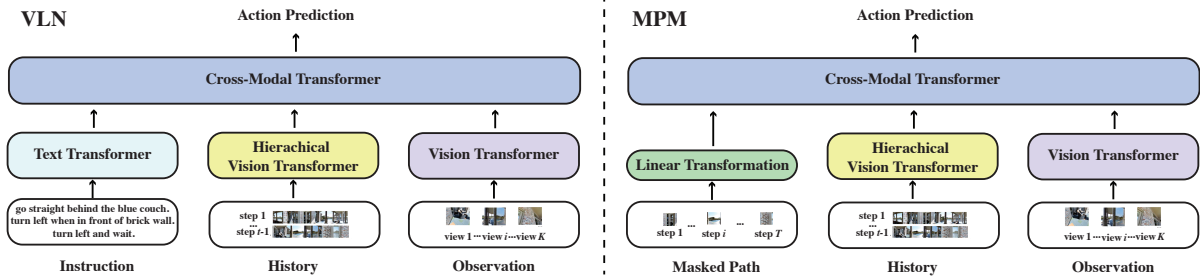 VLN
Action Prediction
Cross-Modal Transformer
Text Transformer
Hierachical
Vision Transformer
Vision Transformer
go straight behind the blue couch.
turn left when in front of brick wall.
turn left and wait.
step 1
...
step t-1
view 1 ···view i···view K
Instruction
History
Observation
MPM
Action Prediction
Cross-Modal Transformer
Linear Transformation
Hierachical
Vision Transformer
Vision Transformer
step 1 ... step i ... step T
step 1
...
step t-1
view 1 ···view i···view K
Masked Path
History
Observation